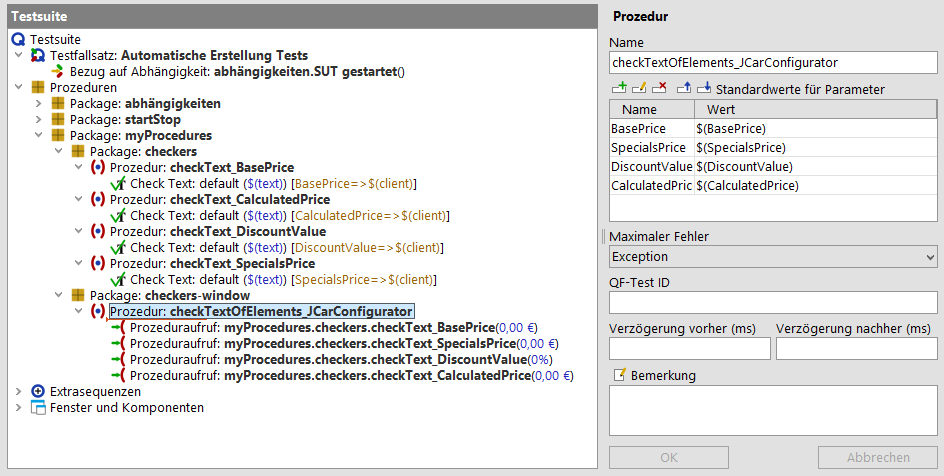 Testsuite
Testsuite
Testfallsatz: Automatische Erstellung Tests
Bezug auf Abhängigkeit: abhängigkeiten.SUT gestartet()
Prozeduren
Package: abhängigkeiten
Package: startStop
Package: myProcedures
Package: checkers
Prozedur: checkText_BasePrice
Check Text: default ($(text)) [BasePrice=>$(client)]
Prozedur: checkText_CalculatedPrice
Check Text: default ($(text)) [CalculatedPrice=>$(client)]
Prozedur: checkText_DiscountValue
Check Text: default ($(text)) [DiscountValue=>$(client)]
Prozedur: checkText_SpecialsPrice
Check Text: default ($(text)) [SpecialsPrice=>$(client)]
Package: checkers-window
Prozedur: checkTextOfElements_JCarConfigurator
Prozeduraufruf: myProcedures.checkers.checkText_BasePrice(0,00 €)
Prozeduraufruf: myProcedures.checkers.checkText_SpecialsPrice(0,00 €)
Prozeduraufruf: myProcedures.checkers.checkText_DiscountValue(0%)
Prozeduraufruf: myProcedures.checkers.checkText_CalculatedPrice(0,00 €)
Extrasequenzen
Fenster und Komponenten
Prozedur
Name
checkTextOfElements_JCarConfigurator
Standardwerte für Parameter
Name Wert
BasePrice $(BasePrice)
SpecialsPrice $(SpecialsPrice)
DiscountValue $(DiscountValue)
CalculatedPric $(CalculatedPrice)
Maximaler Fehler
Exception
QF-Test ID
Verzögerung vorher (ms) Verzögerung nachher (ms)
Bemerkung
OK Abbrechen